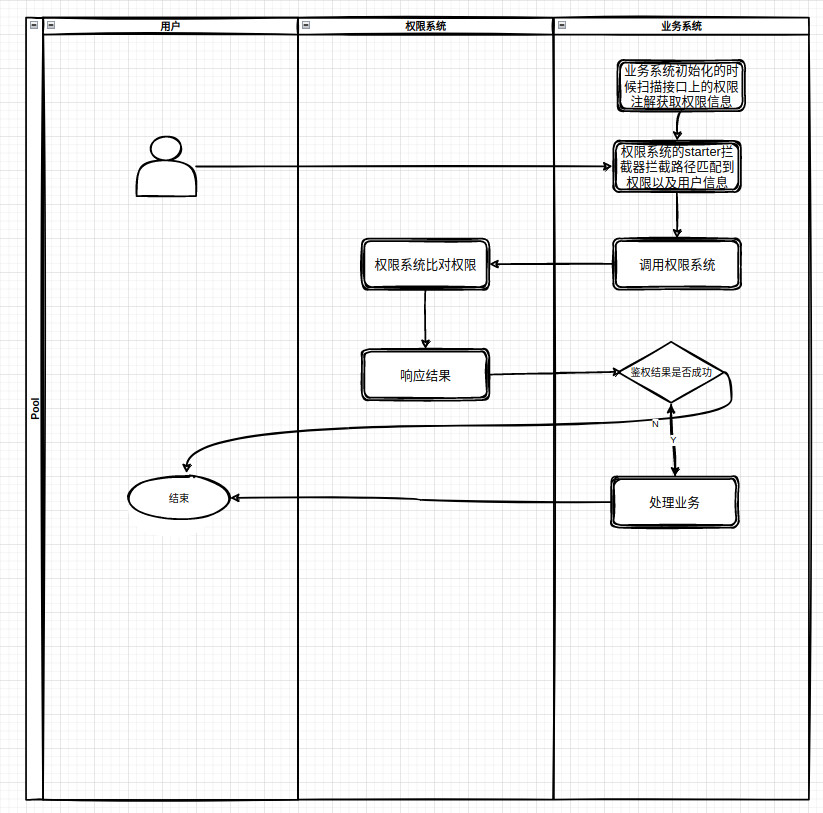 用户
权限系统
业务系统
Pool
业务系统初始化的时
候扫描接口上的权限
注解获取权限信息
权限系统的starter拦
截器拦截路径匹配到
权限以及用户信息
权限系统比对权限
调用权限系统
响应结果
鉴权结果是否成功
N
Y
结束
处理业务